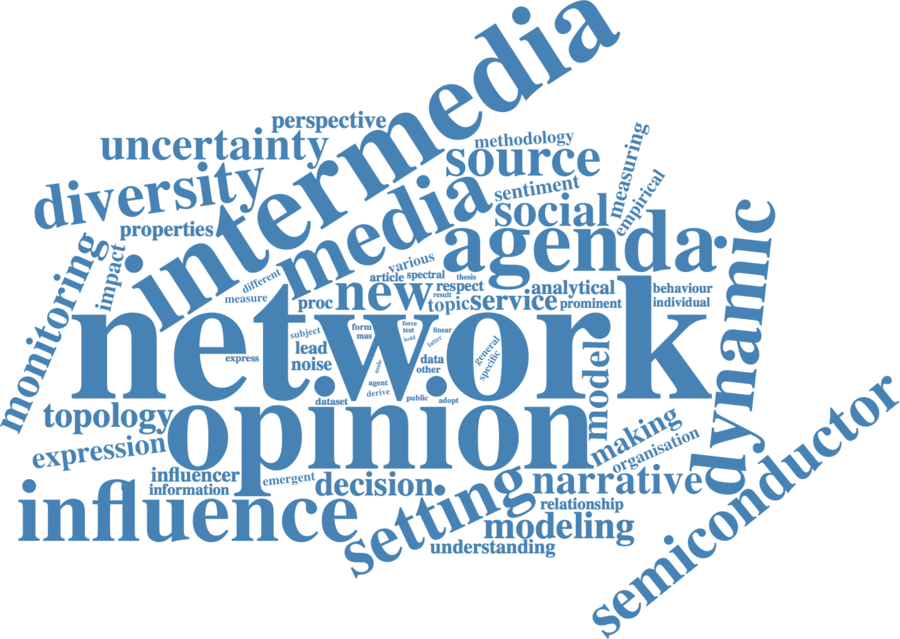 intermedia
perspective
uncertainty
methodology
source
measuring
diversity
media
sentiment
empirical
social
properties
agenda
dynamic
monitoring
impact
various
different
article
spectral
thesis
measure
new
respect
result
analytical
behaviour
proc
topic
service
prominent
individual
network
subject
form
mas
force
test
hold
linear
latter
lead
noise
express
general
specific
data
other
node
agent
derive
model
dataset
public
adopt
topology
opinion
making
expression
organisation
semiconductor
influencer
information
emergent
decision
narrative
influence
setting
relationship
modeling
understanding